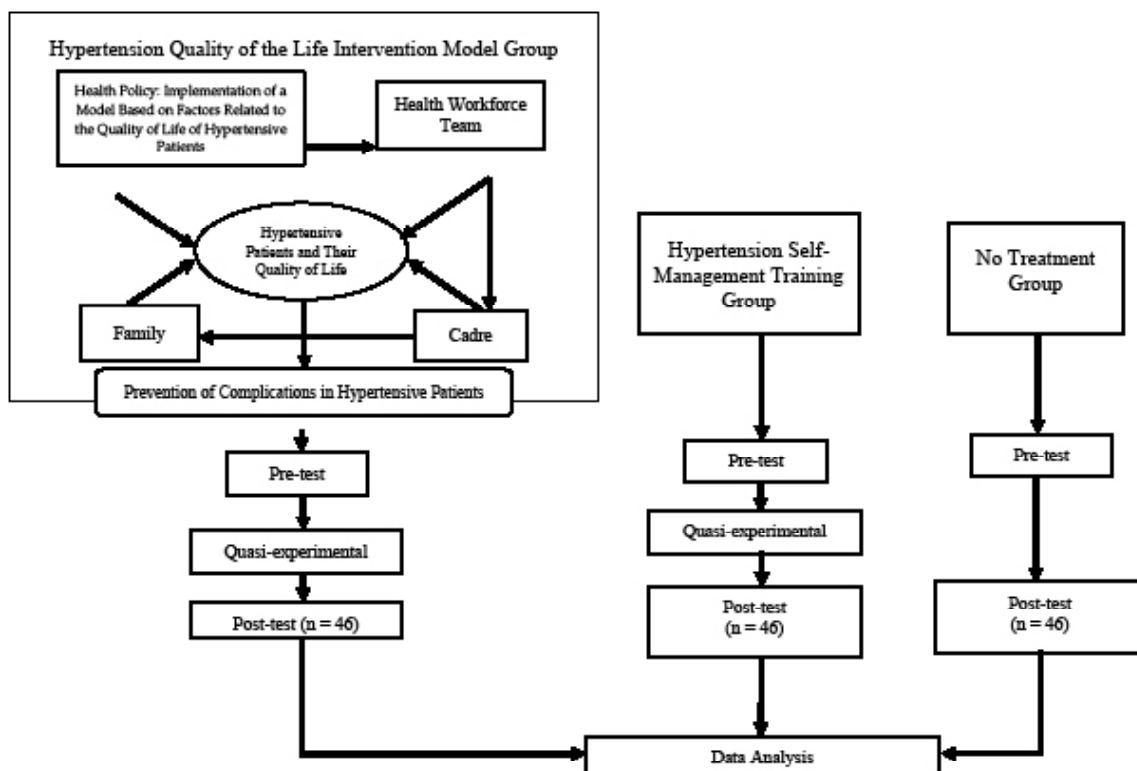 Hypertension Quality of the Life Intervention Model Group
Health Policy: Implementation of a
Model Based on Factors Related to
the Quality of Life of Hypertensive
Patients
Health Workforce
Team
Hypertensive
Patients and Their
Quality of Life
Family
Cadre
Prevention of Complications in Hypertensive Patients
Pre-test
Quasi-experimental
Post-test (n = 46)
Hypertension Self-
Management Training
Group
Pre-test
Quasi-experimental
Post-test
(n = 46)
No Treatment
Group
Pre-test
Post-test
(n = 46)
Data Analysis